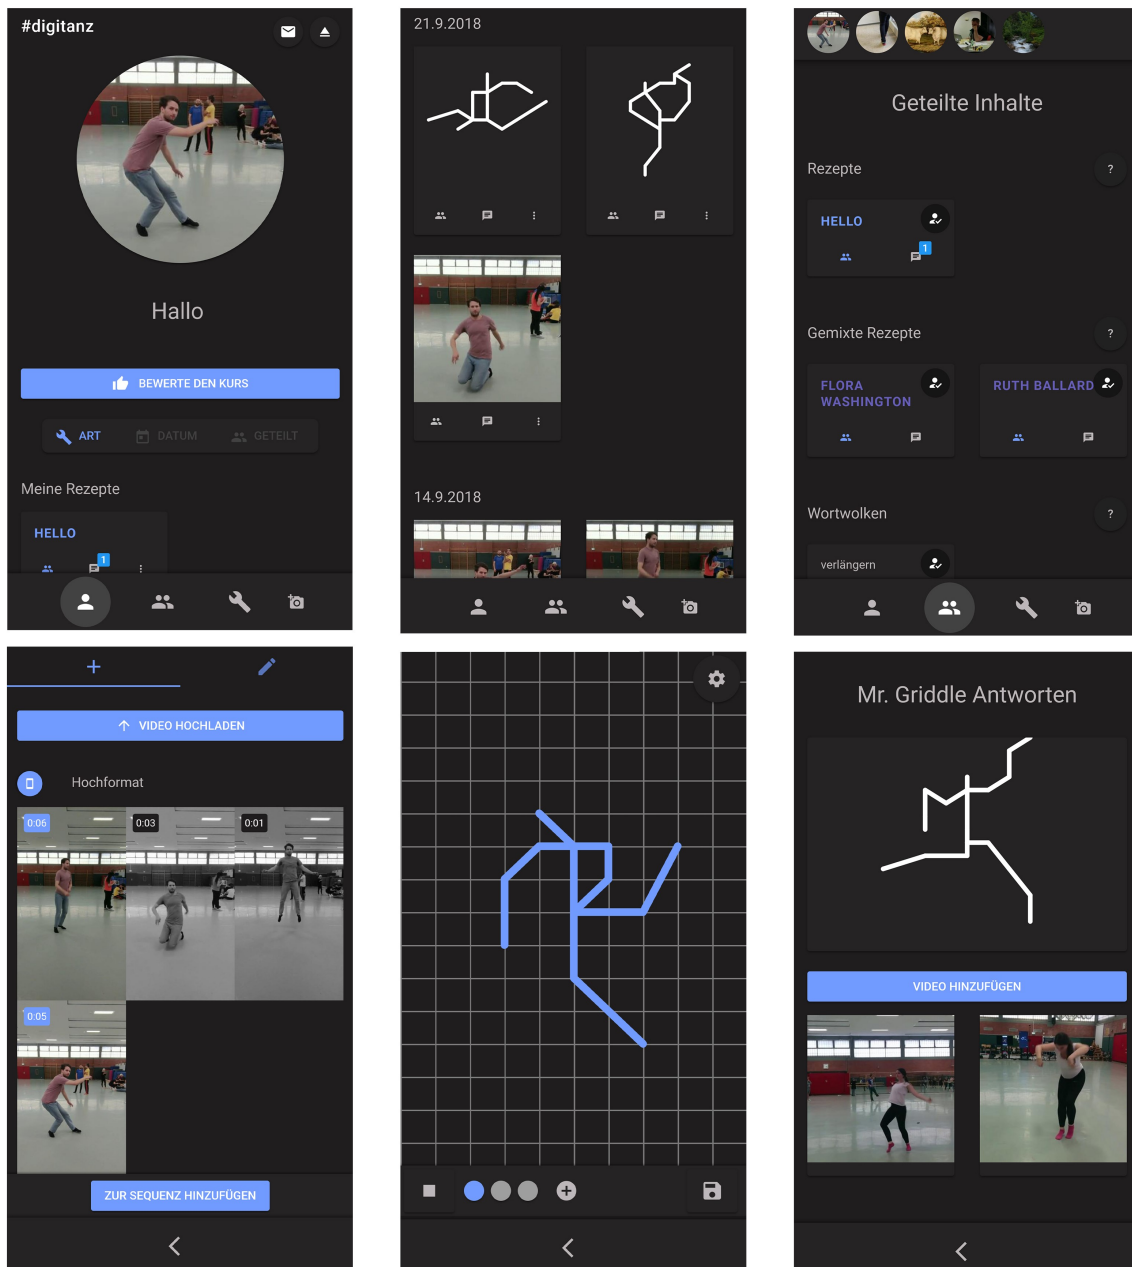 #digitanz
Hallo
BEWERTE DEN KURS
ART
DATUM
GETEILT
Meine Rezepte
HELLO
1
21.9.2018
14.9.2018
Geteilte Inhalte
Rezepte
?
HELLO
1
Gemixte Rezepte
?
FLORA
WASHINGTON
RUTH BALLARD
Wortwolken
?
verlängern
VIDEO HOCHLADEN
Hochformat
0:06
0:03
0:01
0:05
ZUR SEQUENZ HINZUFÜGEN
Mr. Griddle Antworten
VIDEO HINZUFÜGEN